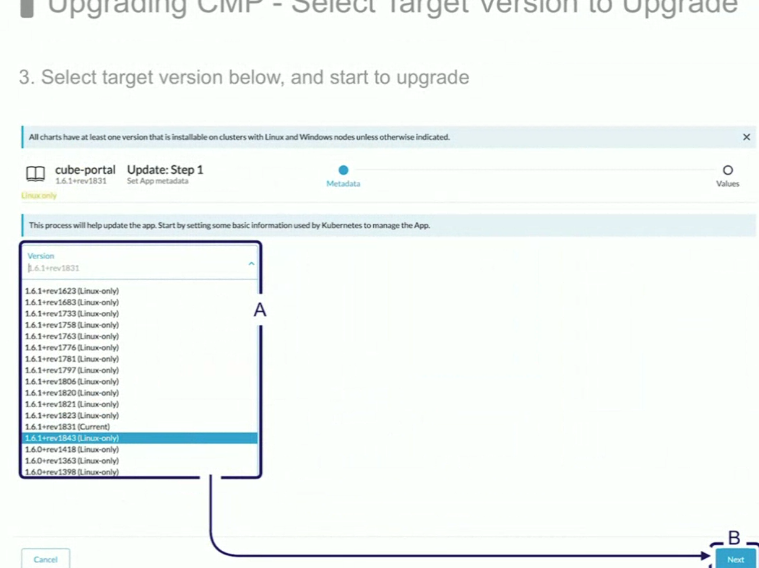 Upgrading CMP - Select Target Version to Upgrade
3. Select target version below, and start to upgrade
All charts have at least one version that is installable on clusters with Linux and Windows nodes unless otherwise indicated.
cube-portal
1.6.1+rev1831
Linux only
Update: Step 1
Set App metadata
Metadata
Values
This process will help update the app. Start by setting some basic information used by Kubernetes to manage the App.
Version
1.6.1+rev1831
1.6.1+rev1623 (Linux-only)
1.6.1+rev1683 (Linux-only)
1.6.1+rev1733 (Linux-only)
1.6.1+rev1758 (Linux-only)
1.6.1+rev1763 (Linux-only)
1.6.1+rev1776 (Linux-only)
1.6.1+rev1781 (Linux-only)
1.6.1+rev1797 (Linux-only)
1.6.1+rev1806 (Linux-only)
1.6.1+rev1820 (Linux-only)
1.6.1+rev1821 (Linux-only)
1.6.1+rev1823 (Linux-only)
1.6.1+rev1831 (Current)
1.6.1+rev1843 (Linux-only)
1.6.0+rev1418 (Linux-only)
1.6.0+rev1363 (Linux-only)
1.6.0+rev1398 (Linux-only)
A
B
Cancel
Next